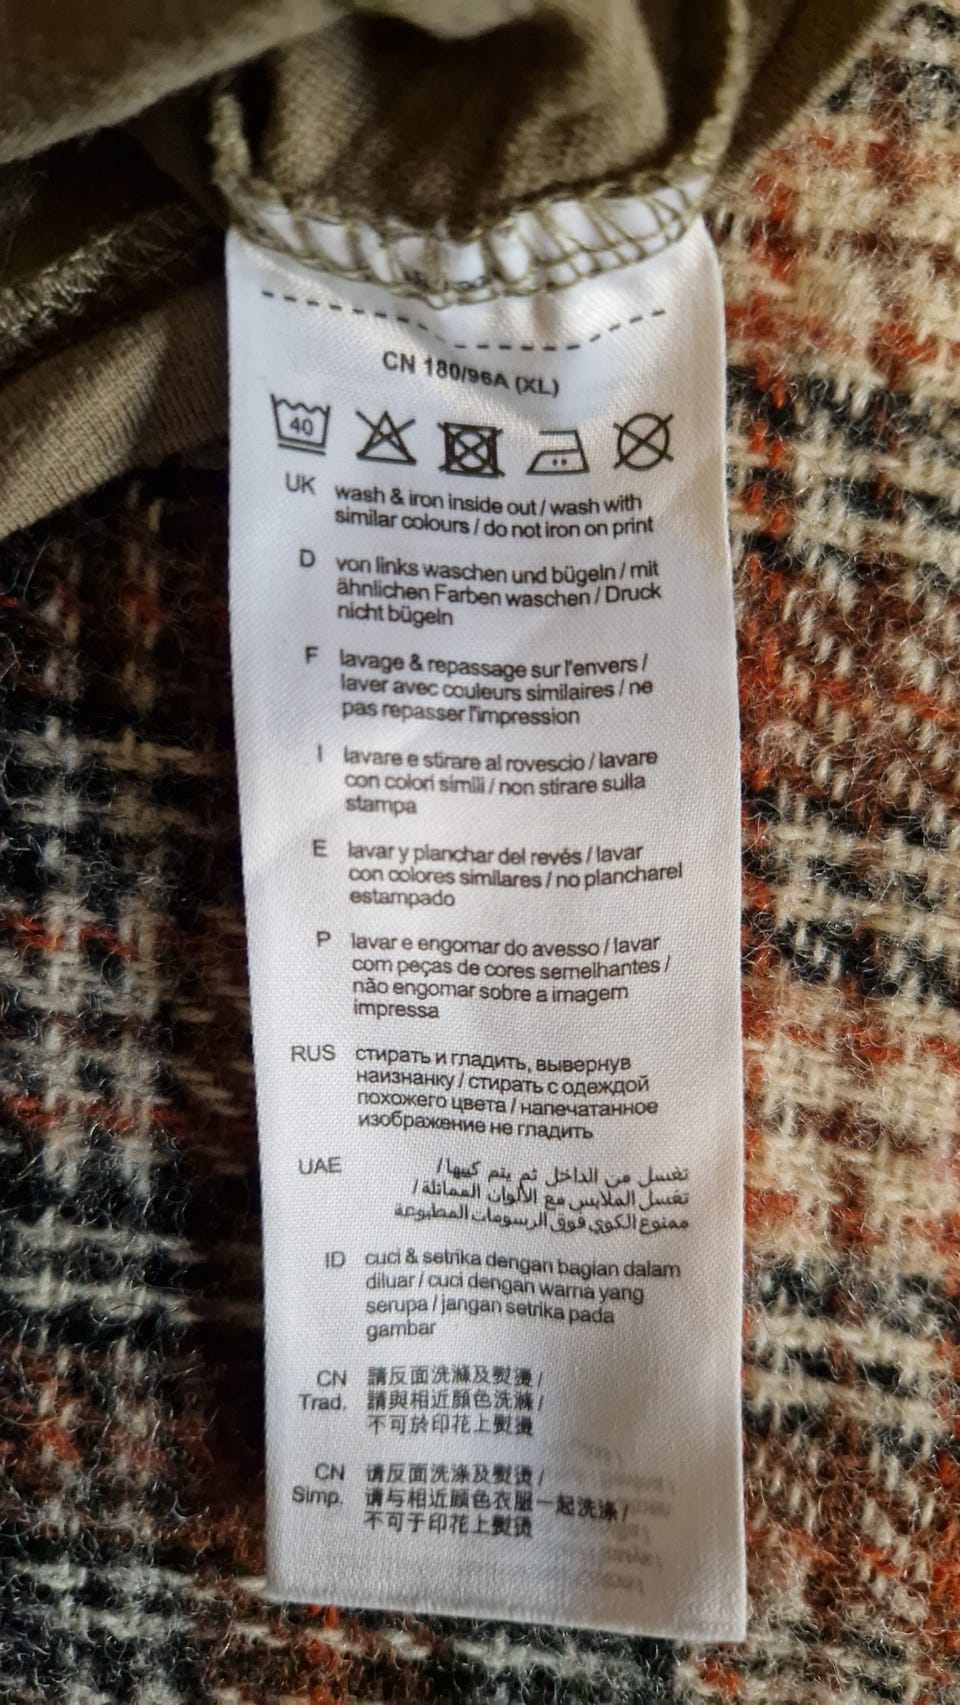 CN 180/96A (XL)
40
UK wash & iron inside out / wash with
similar colours / do not iron on print
D von links waschen und bügeln / mit
ähnlichen Farben waschen / Druck
nicht bügeln
F lavage & repassage sur l'envers /
laver avec couleurs similaires / ne
pas repasser l'impression
I lavare e stirare al rovescio / lavare
con colori simili / non stirare sulla
stampa
E lavar y planchar del revés / lavar
con colores similares / no plancharel
estampado
P lavar e engomar do avesso / lavar
com peças de cores semelhantes /
não engomar sobre a imagem
impressa
RUS стирать и гладить, вывернув
наизнанку / стирать с одеждой
похожего цвета / напечатанное
изображение не гладить
UAE تغسل من الداخل ثم يتم كيها /
تغسل الملابس مع الألوان المماثلة /
ممنوع الكوي فوق الرسومات المطبوعة
ID cuci & setrika dengan bagian dalam
diluar / cuci dengan warna yang
serupa / jangan setrika pada
gambar
CN 請反面洗滌及熨燙 /
Trad. 請與相近顏色洗滌 /
不可於印花上熨燙
CN 请反面洗涤及熨烫 /
Simp. 请与相近颜色衣服一起洗涤 /
不可于印花上熨烫